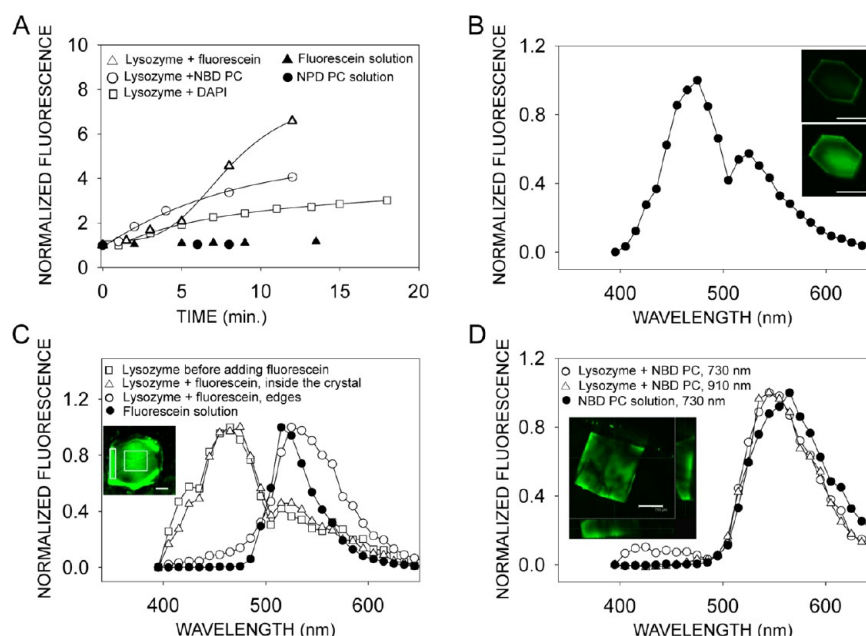 A
NORMALIZED FLUORESCENCE
10
8
6
4
2
0
△ Lysozyme + fluorescein
○ Lysozyme +NBD PC
□ Lysozyme + DAPI
▲ Fluorescein solution
● NPD PC solution
0 5 10 15 20
TIME (min.)
B
NORMALIZED FLUORESCENCE
1.2
0.8
0.4
0.0
400 500 600
WAVELENGTH (nm)
C
NORMALIZED FLUORESCENCE
1.2
0.8
0.4
0.0
□ Lysozyme before adding fluorescein
△ Lysozyme + fluorescein, inside the crystal
○ Lysozyme + fluorescein, edges
● Fluorescein solution
400 500 600
WAVELENGTH (nm)
D
NORMALIZED FLUORESCENCE
1.2
0.8
0.4
0.0
○ Lysozyme + NBD PC, 730 nm
△ Lysozyme + NBD PC, 910 nm
● NBD PC solution, 730 nm
400 500 600
WAVELENGTH (nm)